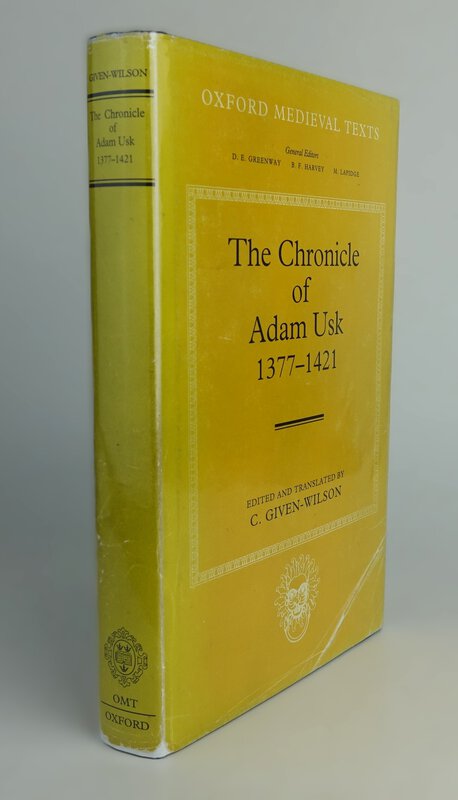 GIVEN-WILSON
The Chronicle
of
Adam Usk
1377–1421
OMT
OXFORD
OXFORD MEDIEVAL TEXTS
General Editors
D. E. GREENWAY B. F. HARVEY M. LAPIDGE
The Chronicle
of
Adam Usk
1377–1421
EDITED AND TRANSLATED BY
C. GIVEN-WILSON